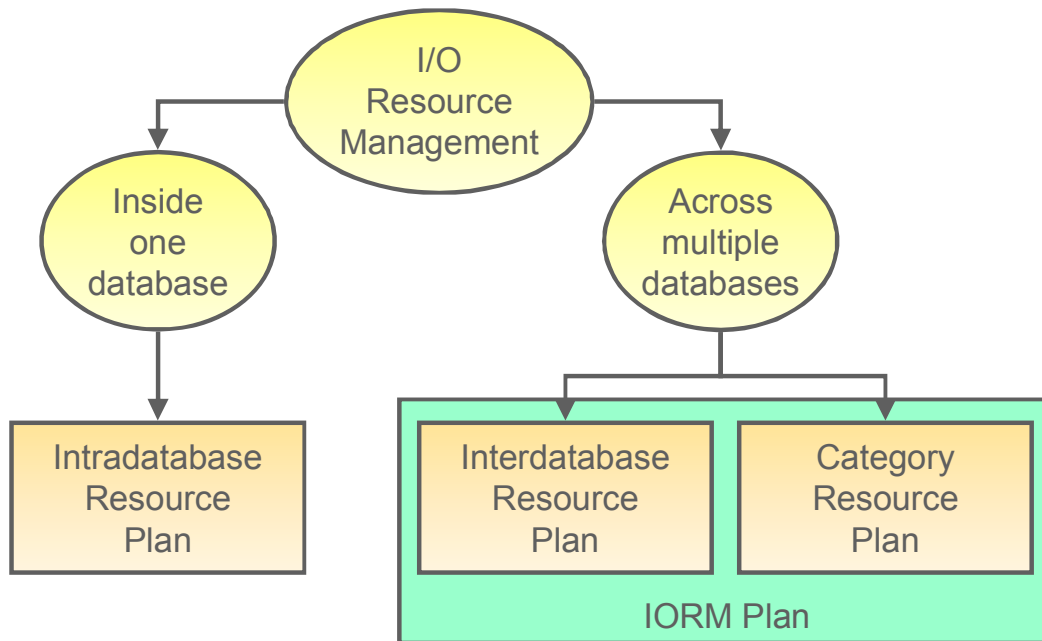 I/O
Resource
Management
Inside
one
database
Across
multiple
databases
Intradatabase
Resource
Plan
Interdatabase
Resource
Plan
Category
Resource
Plan
IORM Plan